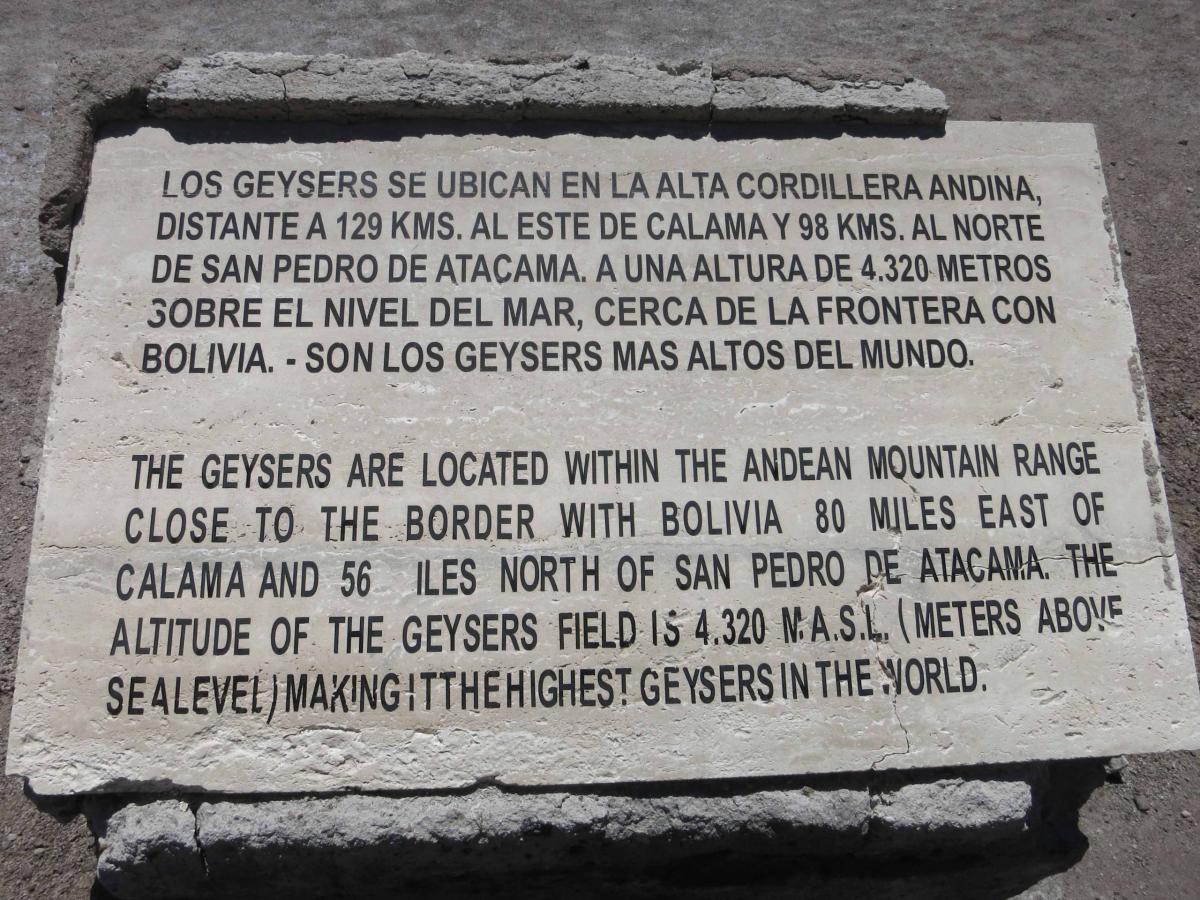 LOS GEYSERS SE UBICAN EN LA ALTA CORDILLERA ANDINA,
DISTANTE A 129 KMS. AL ESTE DE CALAMA Y 98 KMS. AL NORTE
DE SAN PEDRO DE ATACAMA. A UNA ALTURA DE 4.320 METROS
SOBRE EL NIVEL DEL MAR, CERCA DE LA FRONTERA CON
BOLIVIA. - SON LOS GEYSERS MAS ALTOS DEL MUNDO.
THE GEYSERS ARE LOCATED WITHIN THE ANDEAN MOUNTAIN RANGE
CLOSE TO THE BORDER WITH BOLIVIA 80 MILES EAST OF
CALAMA AND 56 ILES NORTH OF SAN PEDRO DE ATACAMA. THE
ALTITUDE OF THE GEYSERS FIELD IS 4.320 M.A.S.L. (METERS ABOVE
SEA LEVEL) MAKING IT THE HIGHEST GEYSERS IN THE WORLD.